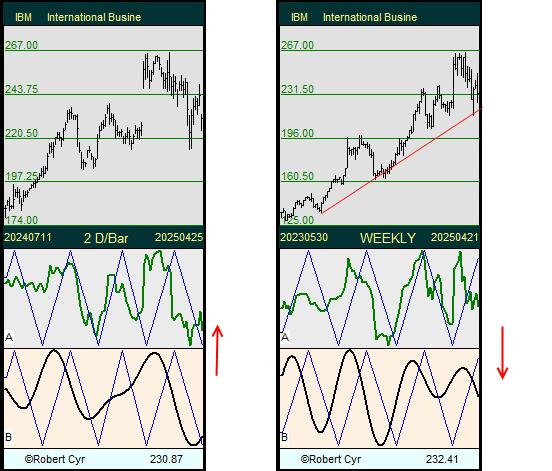 IBM International Busine
267.00
243.75
220.50
197.25
174.00
20240711 2 D/Bar 20250425
A
B
©Robert Cyr 230.87
IBM International Busine
267.00
231.50
196.00
160.50
125.00
20230530 WEEKLY 20250421
A
B
©Robert Cyr 232.41